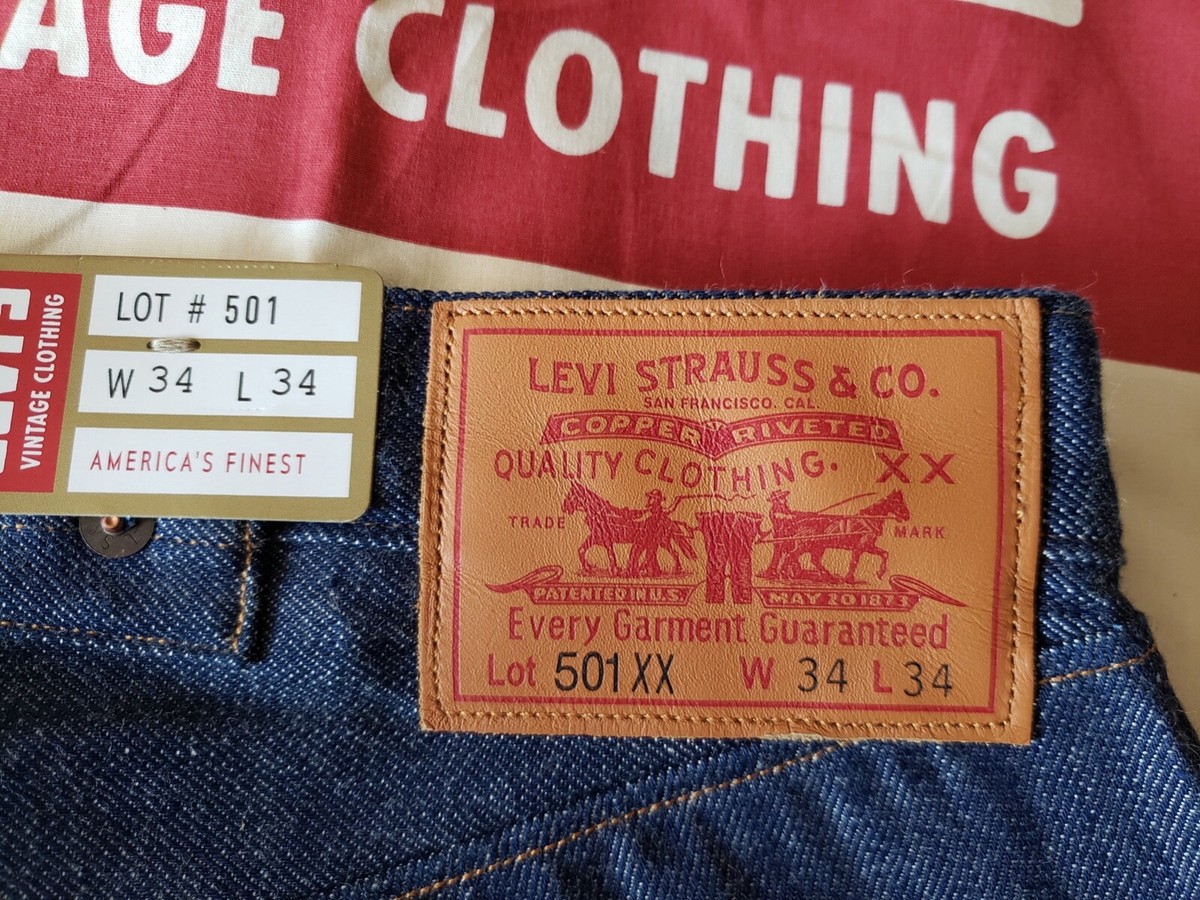 AGE CLOTHING
VINTAGE CLOTHING
LOT # 501
W 34 L 34
AMERICA'S FINEST
LEVI STRAUSS & CO.
SAN FRANCISCO. CAL.
COPPER RIVETED
QUALITY CLOTHING. XX
TRADE MARK
PATENTED IN U.S. MAY 20 1873
Every Garment Guaranteed
Lot 501XX W 34 L 34